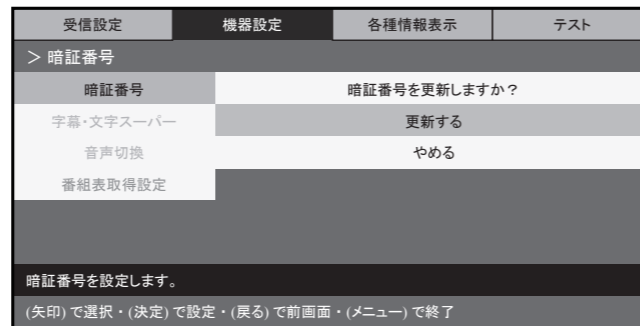 受信設定 機器設定 各種情報表示 テスト
＞暗証番号
暗証番号 暗証番号を更新しますか？
字幕・文字スーパー 更新する
音声切換 やめる
番組表取得設定
暗証番号を設定します。
(矢印)で選択・(決定)で設定・(戻る)で前画面・(メニュー)で終了